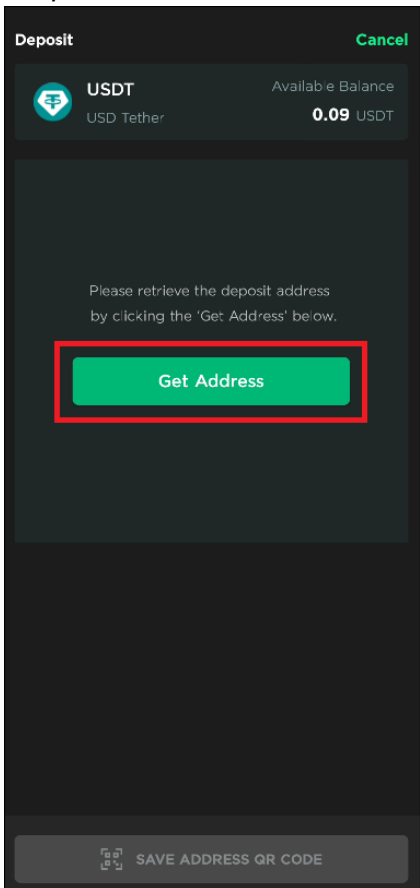 Deposit
Cancel
USDT
Available Balance
USD Tether
0.09 USDT
Please retrieve the deposit address
by clicking the 'Get Address' below.
Get Address
SAVE ADDRESS QR CODE